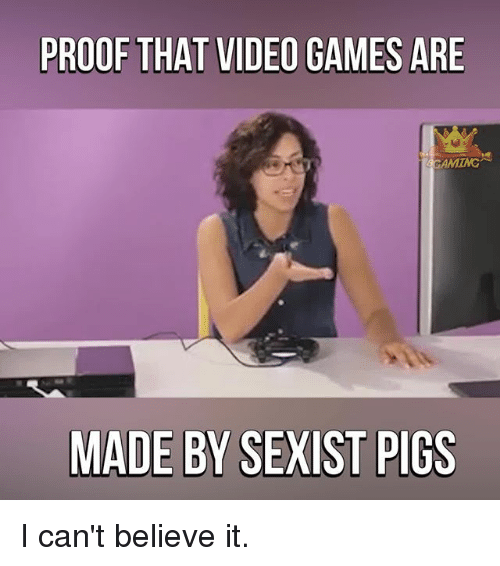 PROOF THAT VIDEO GAMES ARE
GAMING
MADE BY SEXIST PIGS
I can't believe it.